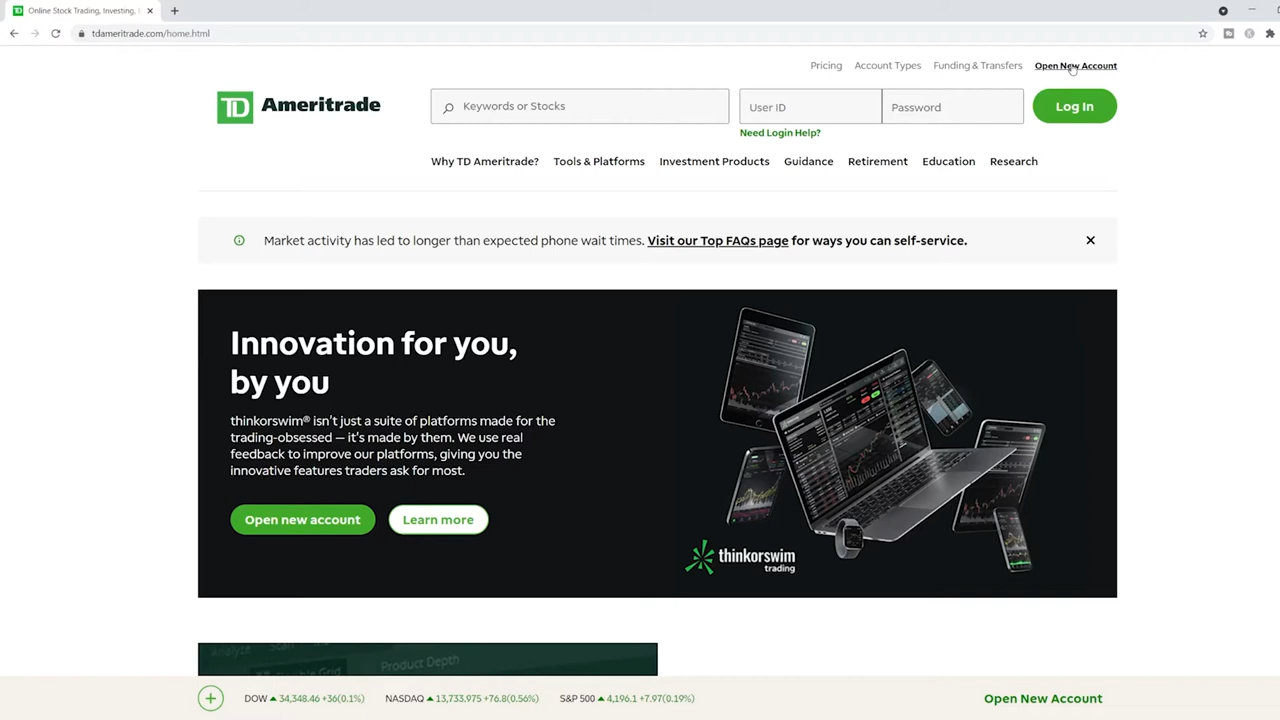 Online Stock Trading, Investing,
tdameritrade.com/home.html
Pricing Account Types Funding & Transfers Open New Account
TD Ameritrade
Keywords or Stocks
User ID
Password
Log In
Need Login Help?
Why TD Ameritrade? Tools & Platforms Investment Products Guidance Retirement Education Research
Market activity has led to longer than expected phone wait times. Visit our Top FAQs page for ways you can self-service.
Innovation for you,
by you
thinkorswim® isn't just a suite of platforms made for the
trading-obsessed — it's made by them. We use real
feedback to improve our platforms, giving you the
innovative features traders ask for most.
Open new account
Learn more
thinkorswim
trading
Analyze Scan
Double Grid
Product Depth
DOW 34,348.46 +36(0.1%) NASDAQ 13,733.975 +76.8(0.56%) S&P 500 4,196.1 +7.97(0.19%) Open New Account